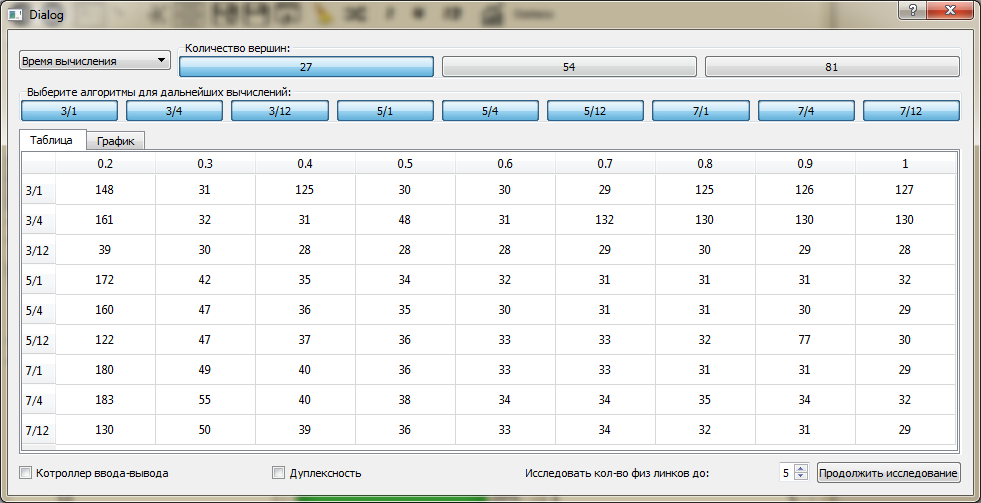 Dialog
Количество вершин:
Время вычисления 27 54 81
Выберите алгоритмы для дальнейших вычислений:
3/1 3/4 3/12 5/1 5/4 5/12 7/1 7/4 7/12
Таблица График
0.2 0.3 0.4 0.5 0.6 0.7 0.8 0.9 1
3/1 148 31 125 30 30 29 125 126 127
3/4 161 32 31 48 31 132 130 130 130
3/12 39 30 28 28 28 29 30 29 28
5/1 172 42 35 34 32 31 31 31 32
5/4 160 47 36 35 30 31 31 30 29
5/12 122 47 37 36 33 33 32 77 30
7/1 180 49 40 36 33 33 31 31 29
7/4 183 55 40 38 34 34 35 34 32
7/12 130 50 39 36 33 34 32 31 29
Котроллер ввода-вывода Дуплексность Исследовать кол-во физ линков до: 5 Продолжить исследование